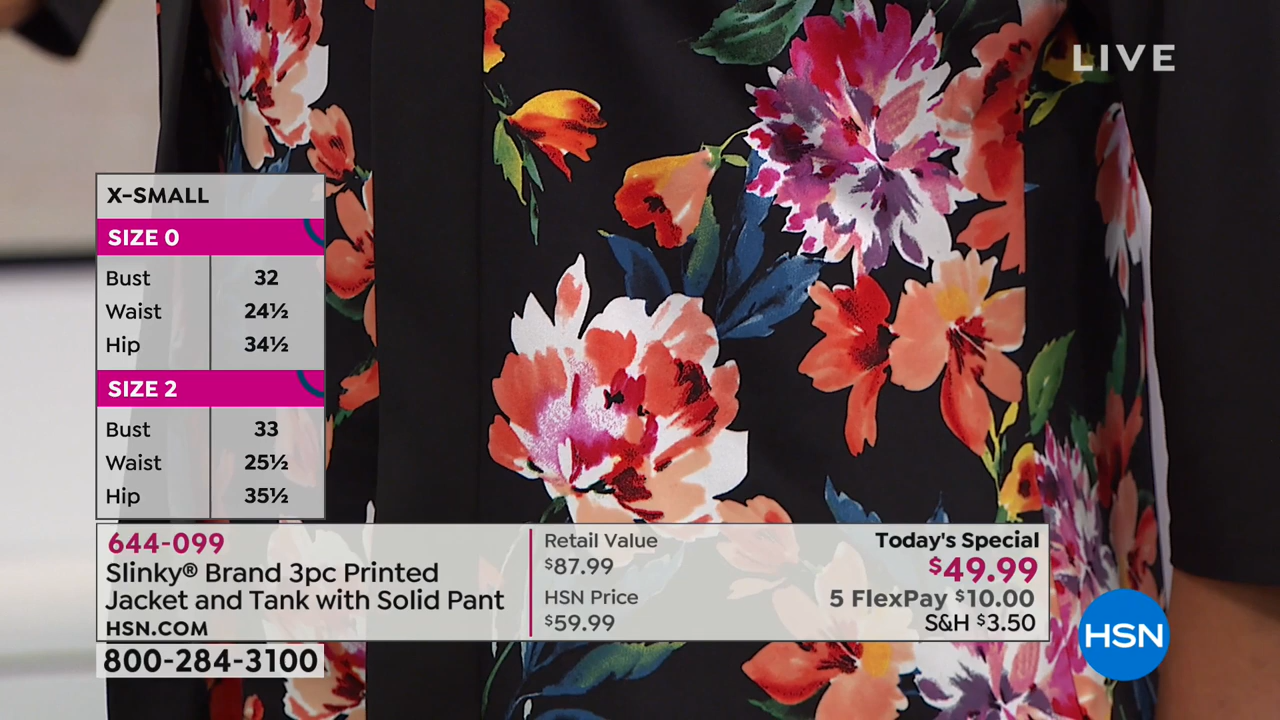 LIVE
X-SMALL
SIZE 0
Bust 32
Waist 24½
Hip 34½
SIZE 2
Bust 33
Waist 25½
Hip 35½
644-099
Slinky® Brand 3pc Printed
Jacket and Tank with Solid Pant
HSN.COM
Retail Value
$87.99
HSN Price
$59.99
Today's Special
$49.99
5 FlexPay $10.00
S&H $3.50
HSN
800-284-3100